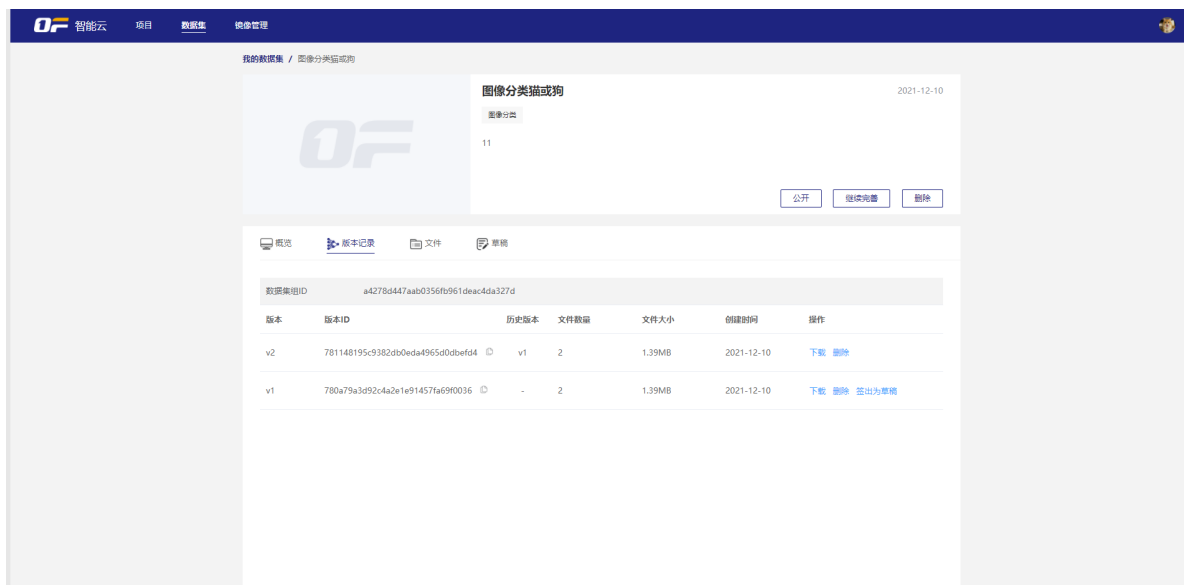 OF 智能云 项目 数据集 镜像管理
我的数据集 / 图像分类猫或狗
图像分类猫或狗 2021-12-10
图像分类
OF
11
公开 继续完善 删除
概览 版本记录 文件 草稿
数据集组ID a4278d447aab0356fb961deac4da327d
版本 版本ID 历史版本 文件数量 文件大小 创建时间 操作
v2 781148195c9382db0eda4965d0dbefd4 v1 2 1.39MB 2021-12-10 下载 删除
v1 780a79a3d92c4a2e1e91457fa69f0036 - 2 1.39MB 2021-12-10 下载 删除 签出为草稿